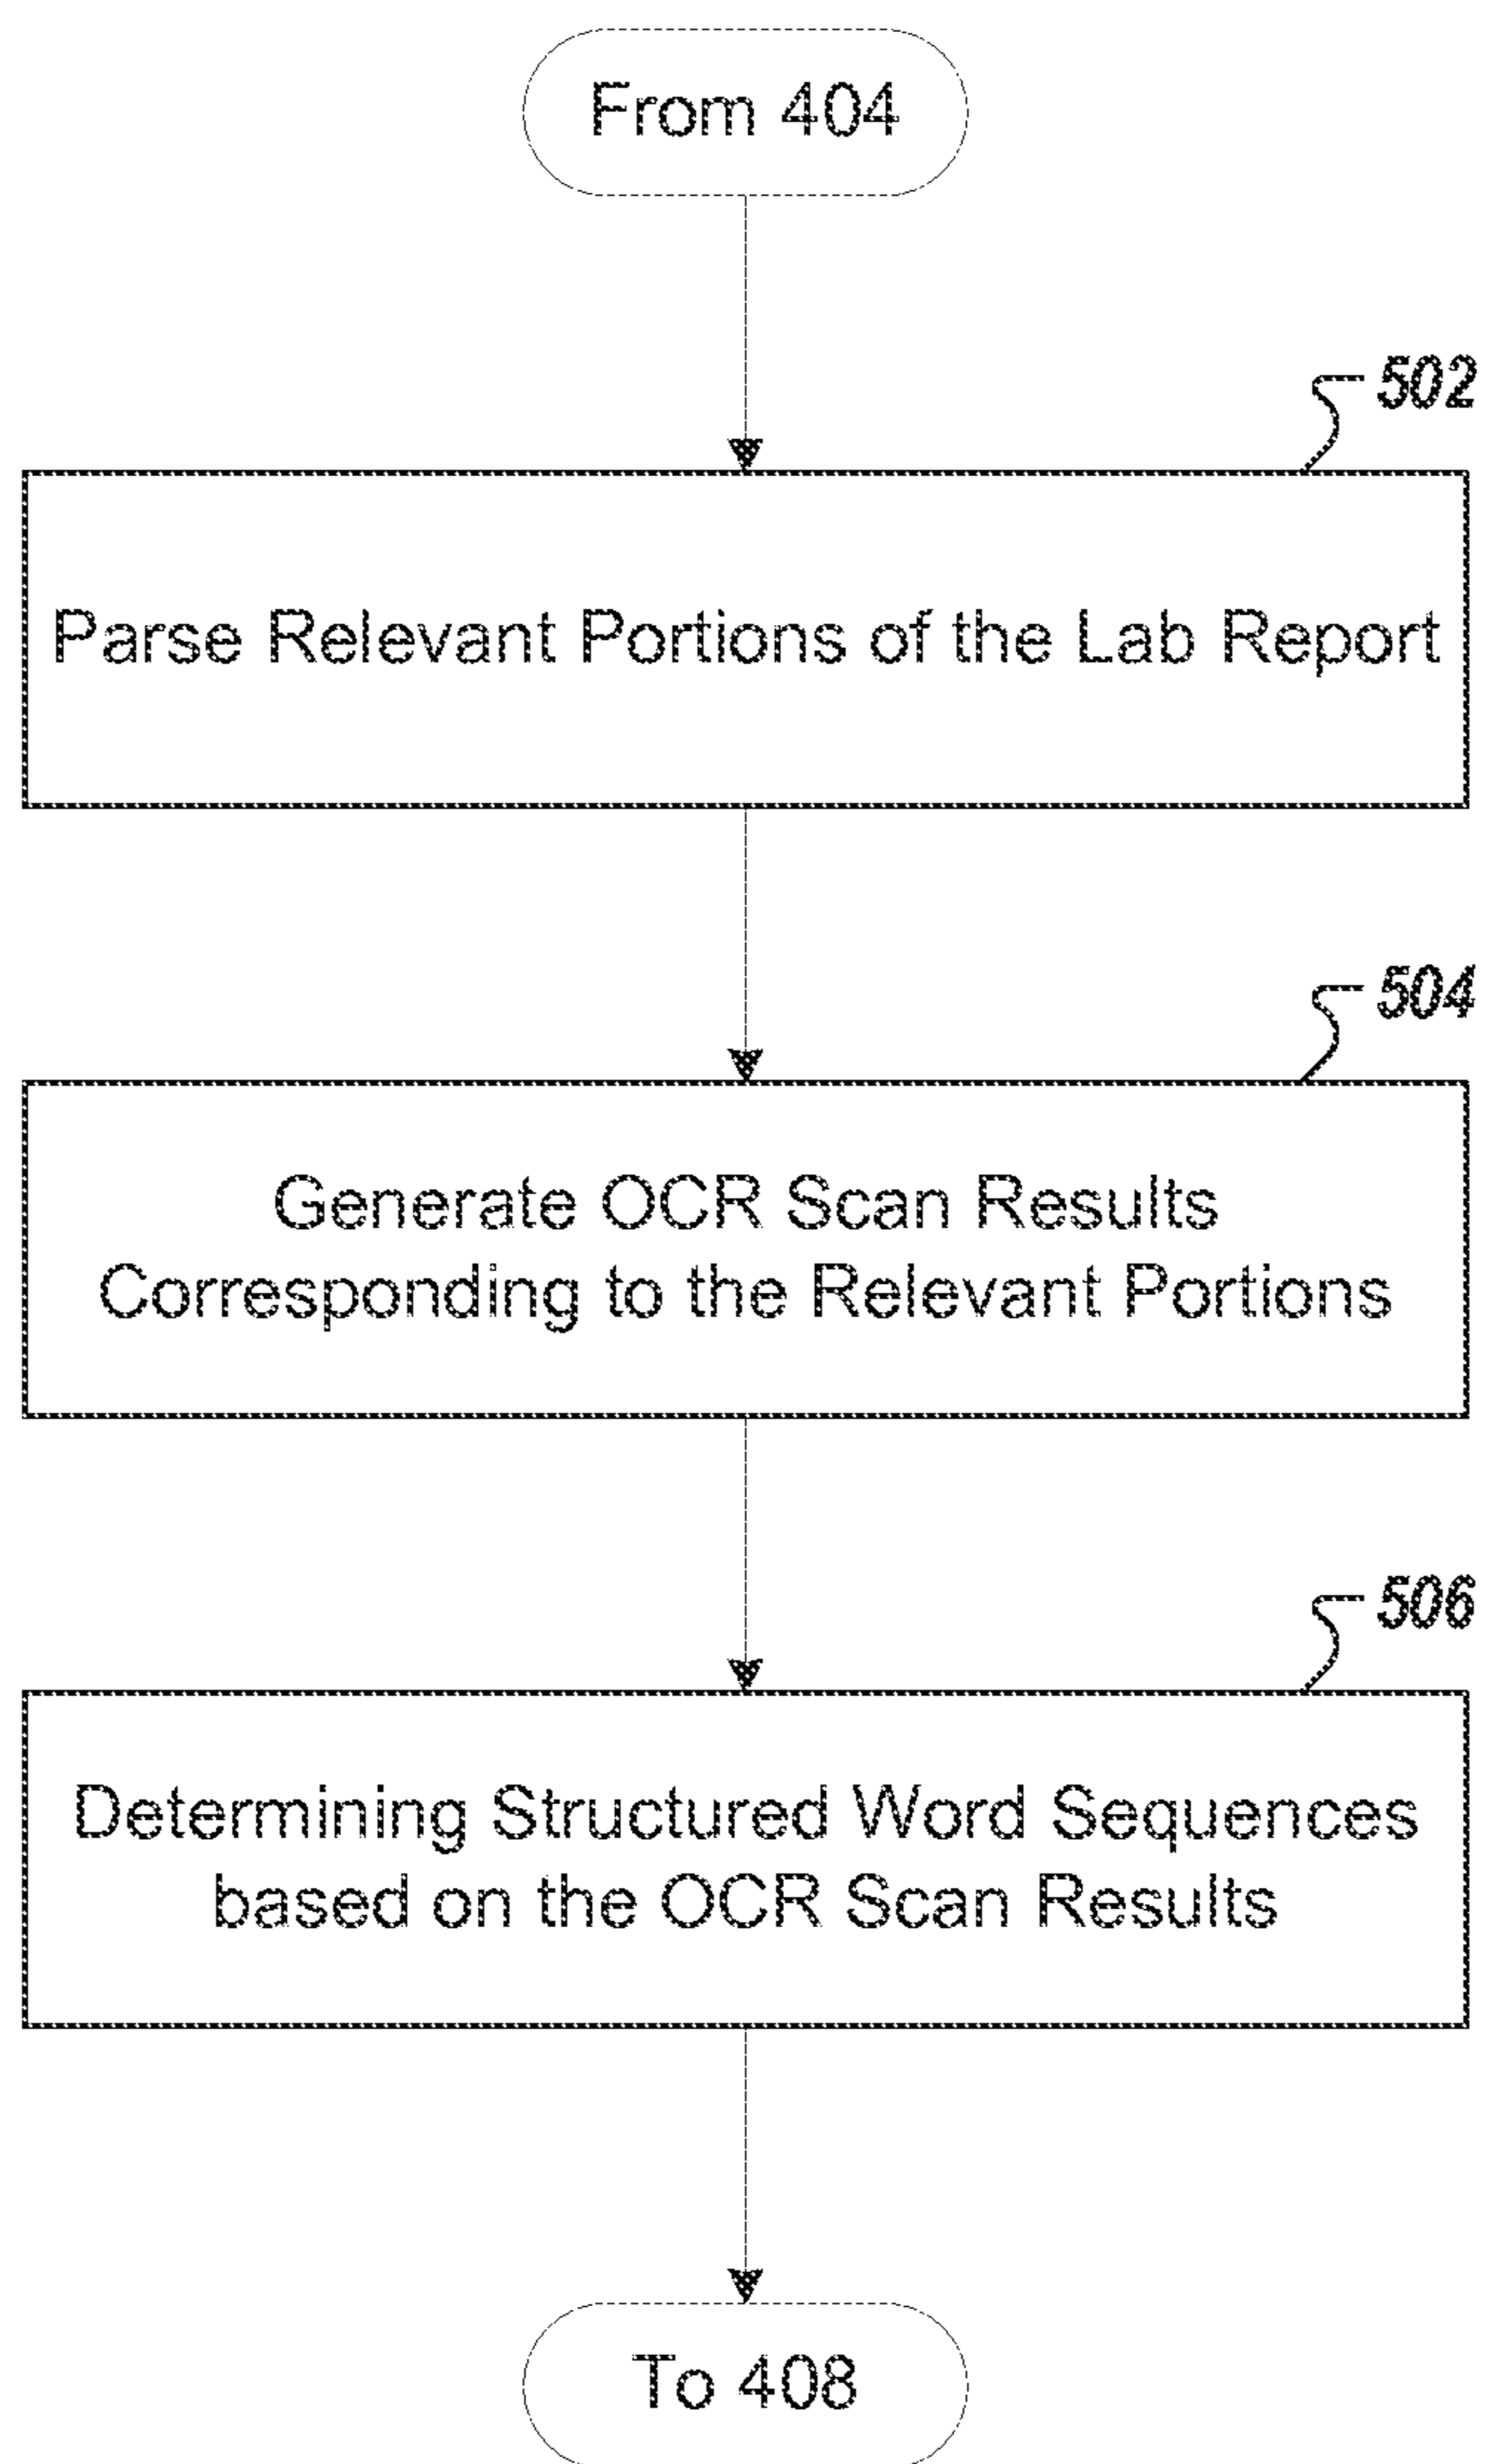 From 404
502
Parse Relevant Portions of the Lab Report
504
Generate OCR Scan Results
Corresponding to the Relevant Portions
506
Determining Structured Word Sequences
based on the OCR Scan Results
To 408